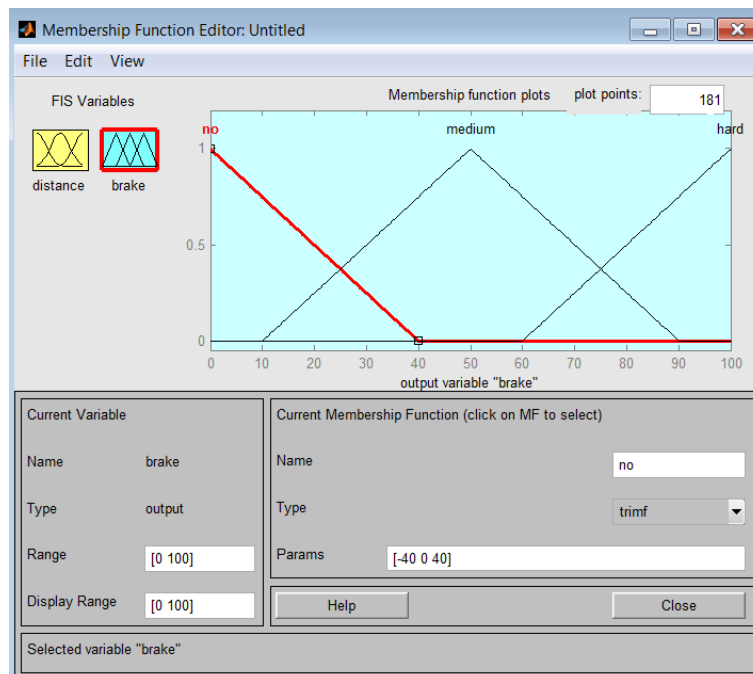 Membership Function Editor: Untitled
File Edit View
FIS Variables
distance
brake
Membership function plots
plot points:
181
no
medium
hard
1
0.5
0
0 10 20 30 40 50 60 70 80 90 100
output variable "brake"
Current Variable
Name brake
Type output
Range [0 100]
Display Range [0 100]
Current Membership Function (click on MF to select)
Name no
Type trimf
Params [-40 0 40]
Help
Close
Selected variable "brake"